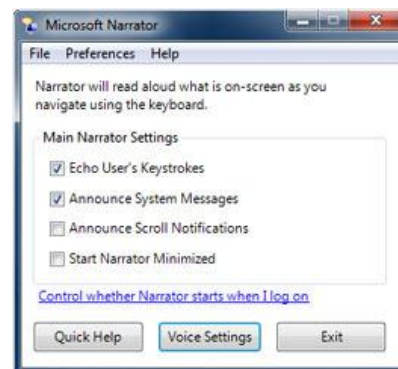 Microsoft Narrator
File Preferences Help
Narrator will read aloud what is on-screen as you
navigate using the keyboard.
Main Narrator Settings
Echo User's Keystrokes
Announce System Messages
Announce Scroll Notifications
Start Narrator Minimized
Control whether Narrator starts when I log on
Quick Help Voice Settings Exit